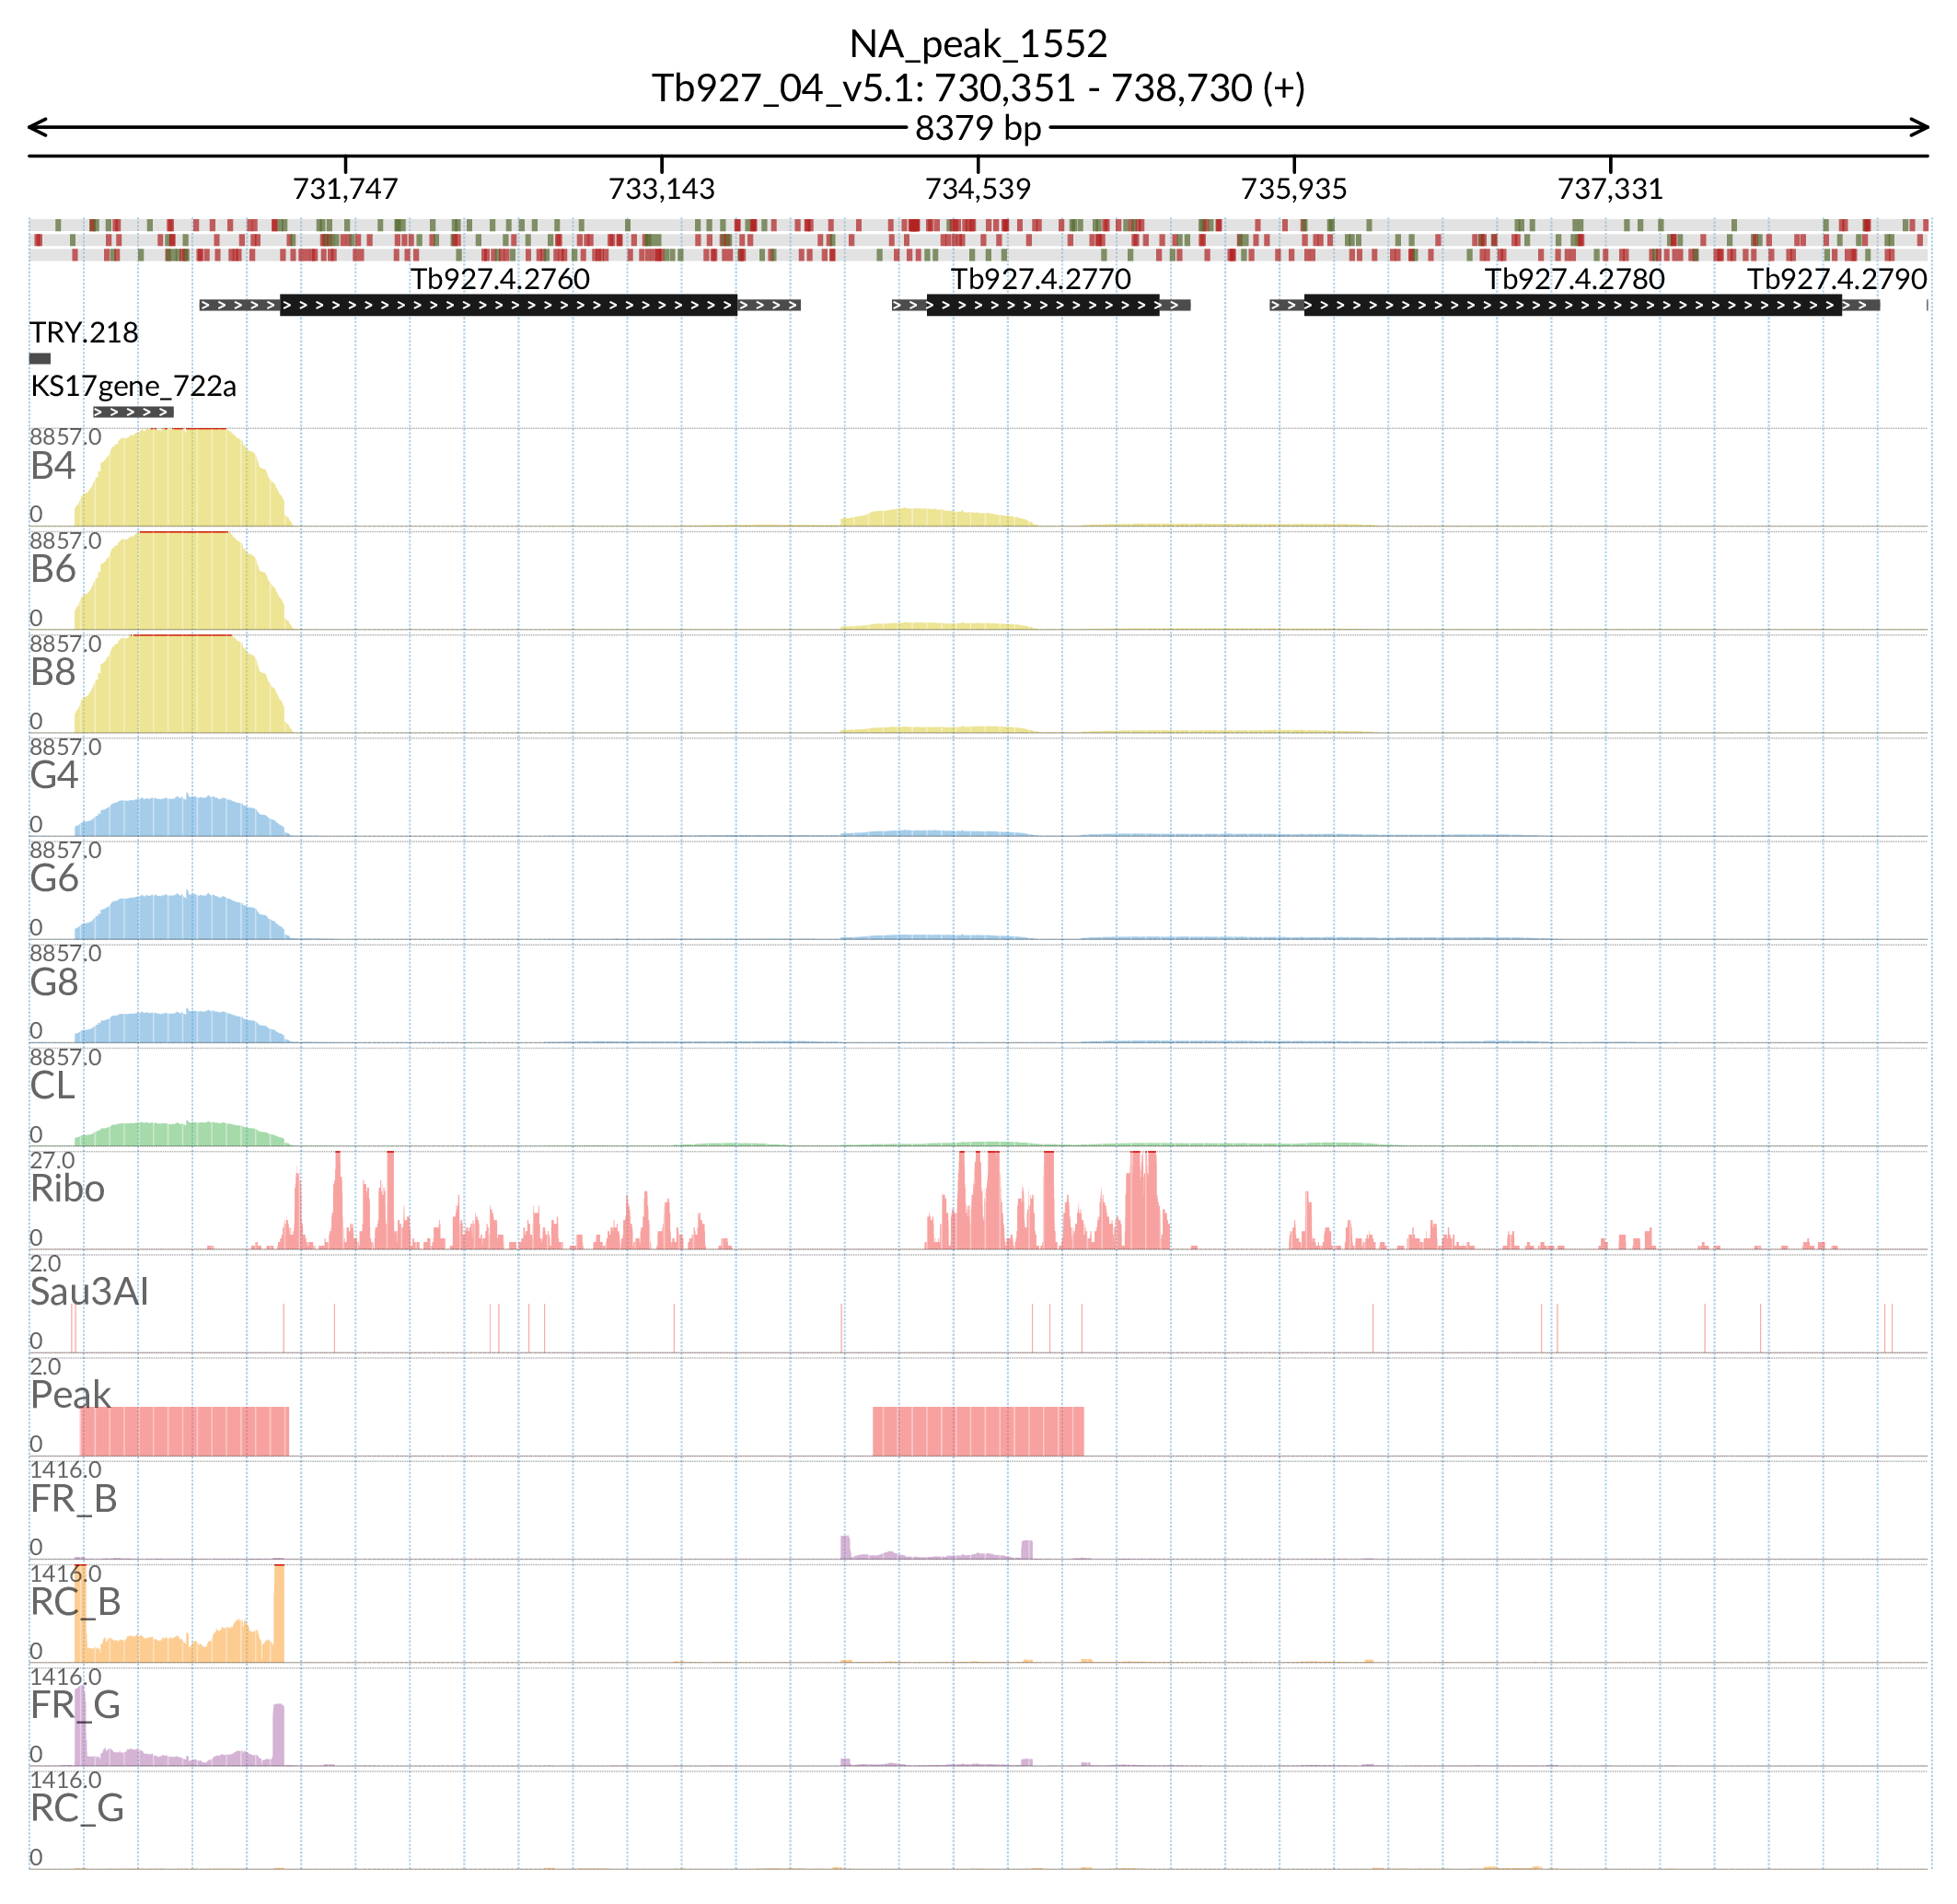 NA_peak_1552
Tb927_04_v5.1: 730,351 - 738,730 (+)
8379 bp
731,747 733,143 734,539 735,935 737,331
Tb927.4.2760 Tb927.4.2770 Tb927.4.2780 Tb927.4.2790
TRY.218
KS17gene_722a
8857.0
B4
0
8857.0
B6
0
8857.0
B8
0
8857.0
G4
0
8857.0
G6
0
8857.0
G8
0
8857.0
CL
0
27.0
Ribo
0
2.0
Sau3AI
0
2.0
Peak
0
1416.0
FR_B
0
1416.0
RC_B
0
1416.0
FR_G
0
1416.0
RC_G
0